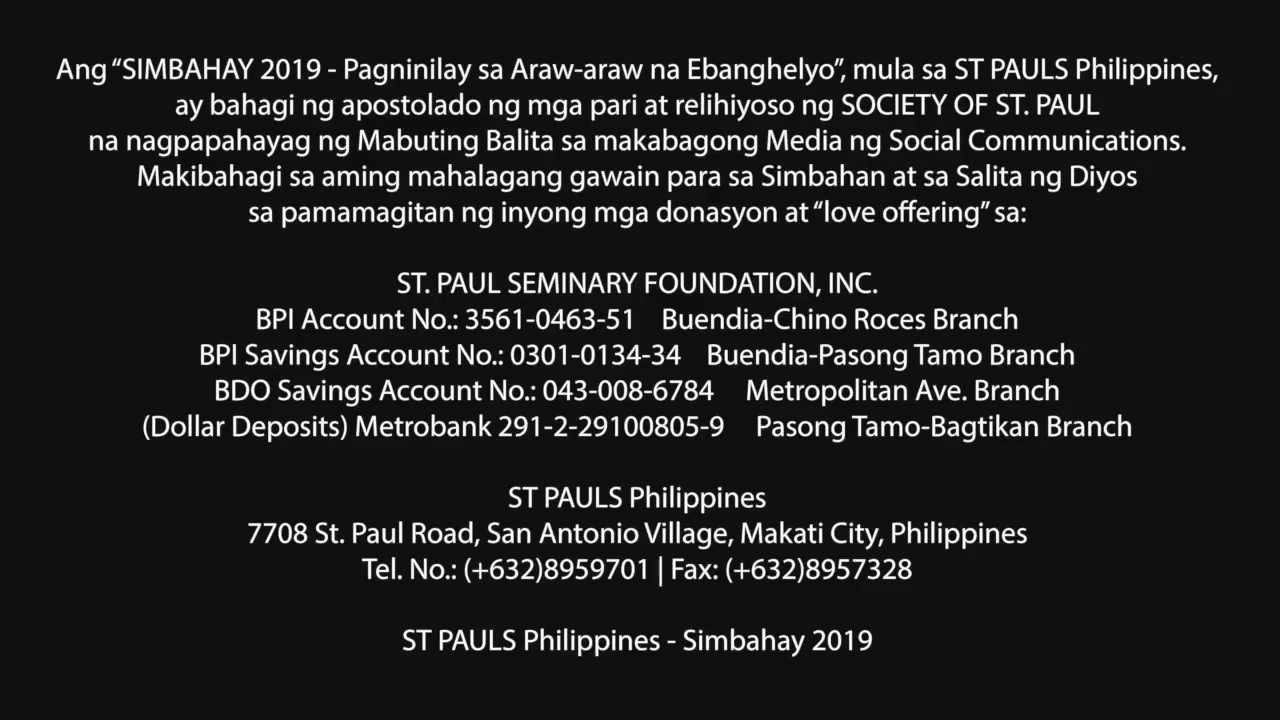 Ang “SIMBAHAY 2019 - Pagninilay sa Araw-araw na Ebanghelyo”, mula sa ST PAULS Philippines,
ay bahagi ng apostolado ng mga pari at relihiyoso ng SOCIETY OF ST. PAUL
na nagpapahayag ng Mabuting Balita sa makabagong Media ng Social Communications.
Makibahagi sa aming mahalagang gawain para sa Simbahan at sa Salita ng Diyos
sa pamamagitan ng inyong mga donasyon at “love offering” sa:
ST. PAUL SEMINARY FOUNDATION, INC.
BPI Account No.: 3561-0463-51 Buendia-Chino Roces Branch
BPI Savings Account No.: 0301-0134-34 Buendia-Pasong Tamo Branch
BDO Savings Account No.: 043-008-6784 Metropolitan Ave. Branch
(Dollar Deposits) Metrobank 291-2-29100805-9 Pasong Tamo-Bagtikan Branch
ST PAULS Philippines
7708 St. Paul Road, San Antonio Village, Makati City, Philippines
Tel. No.: (+632)8959701 | Fax: (+632)8957328
ST PAULS Philippines - Simbahay 2019